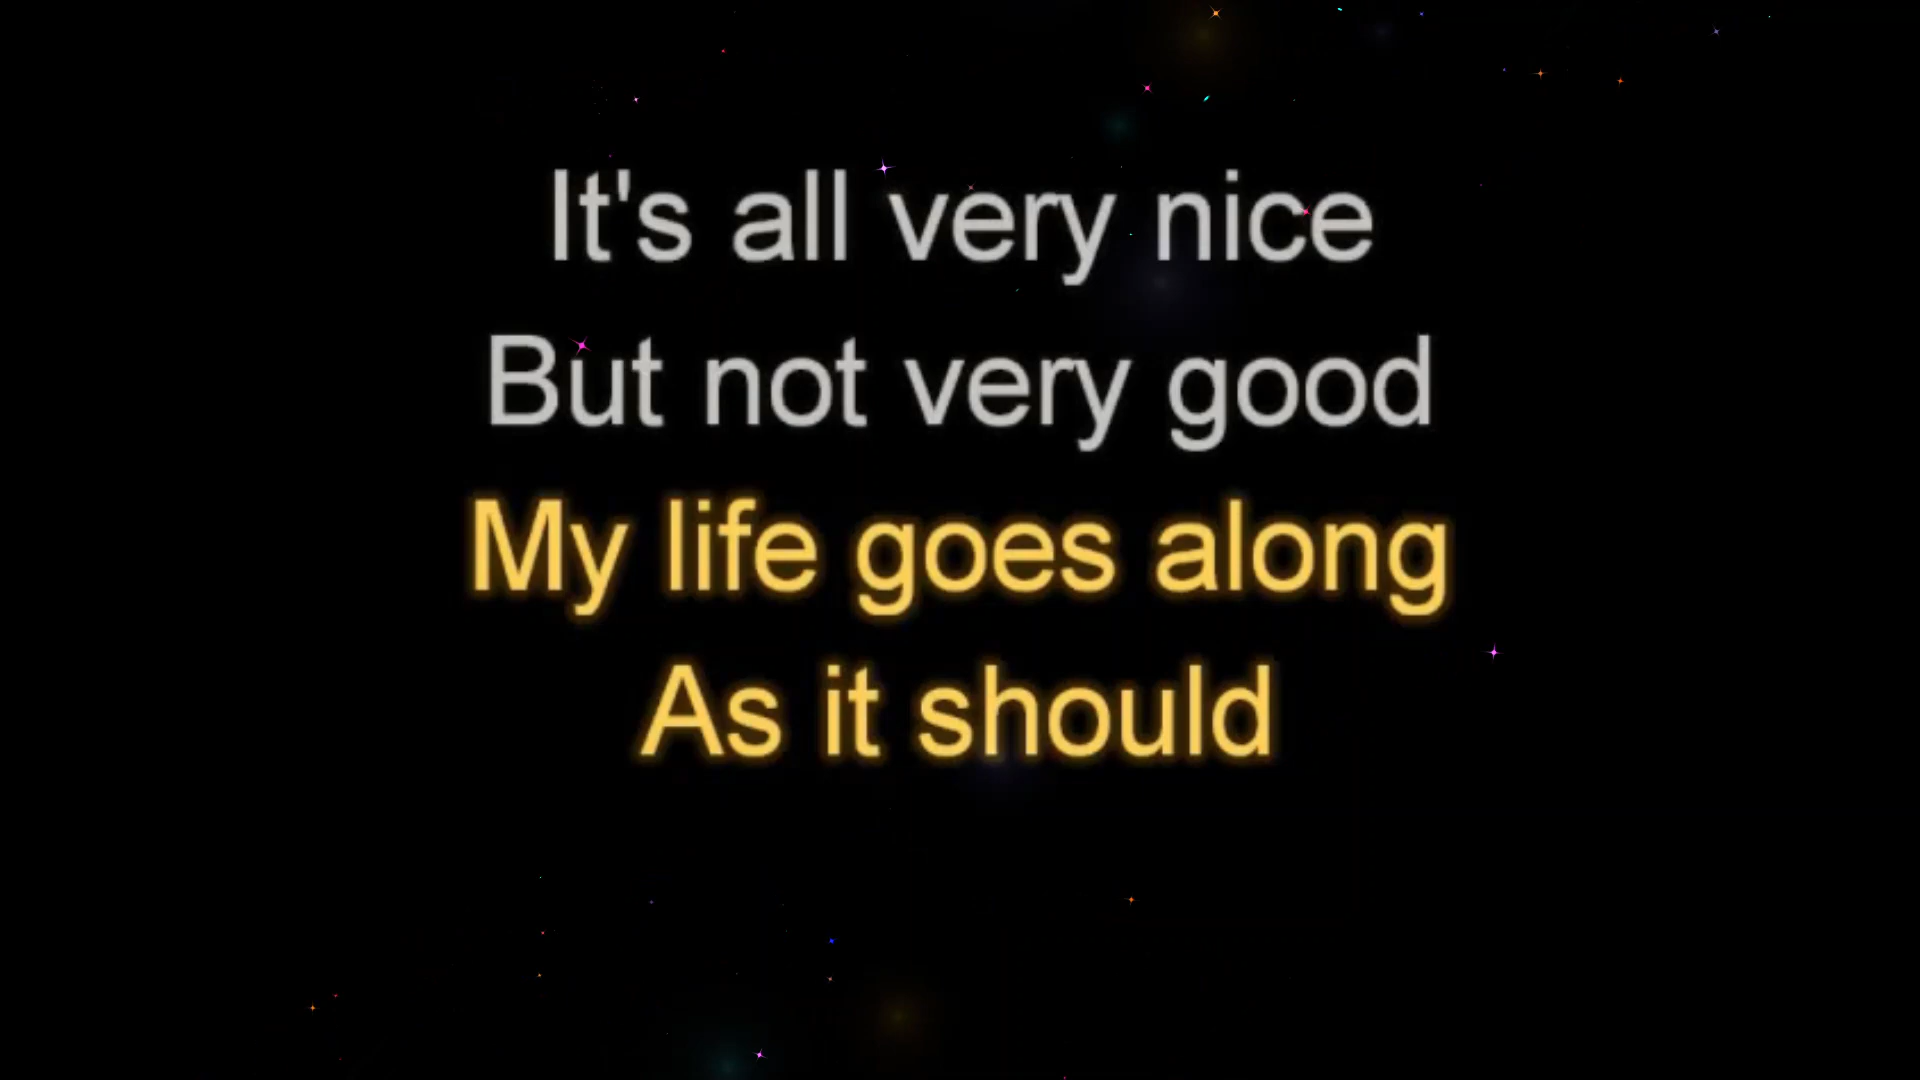 It's all very nice
But not very good
My life goes along
As it should